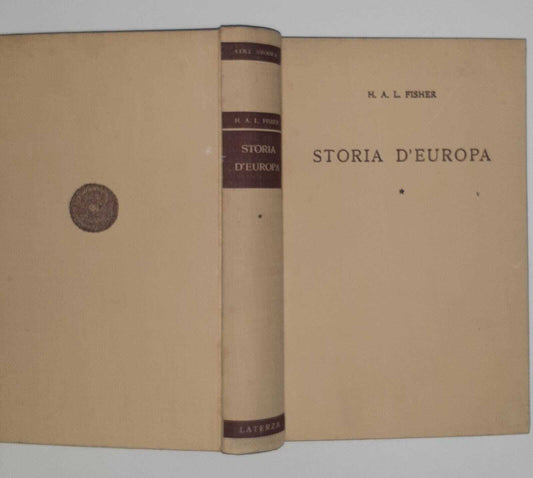 H. A. L. FISHER
STORIA
D'EUROPA
*
LATERZA
H. A. L. FISHER
STORIA D'EUROPA
*